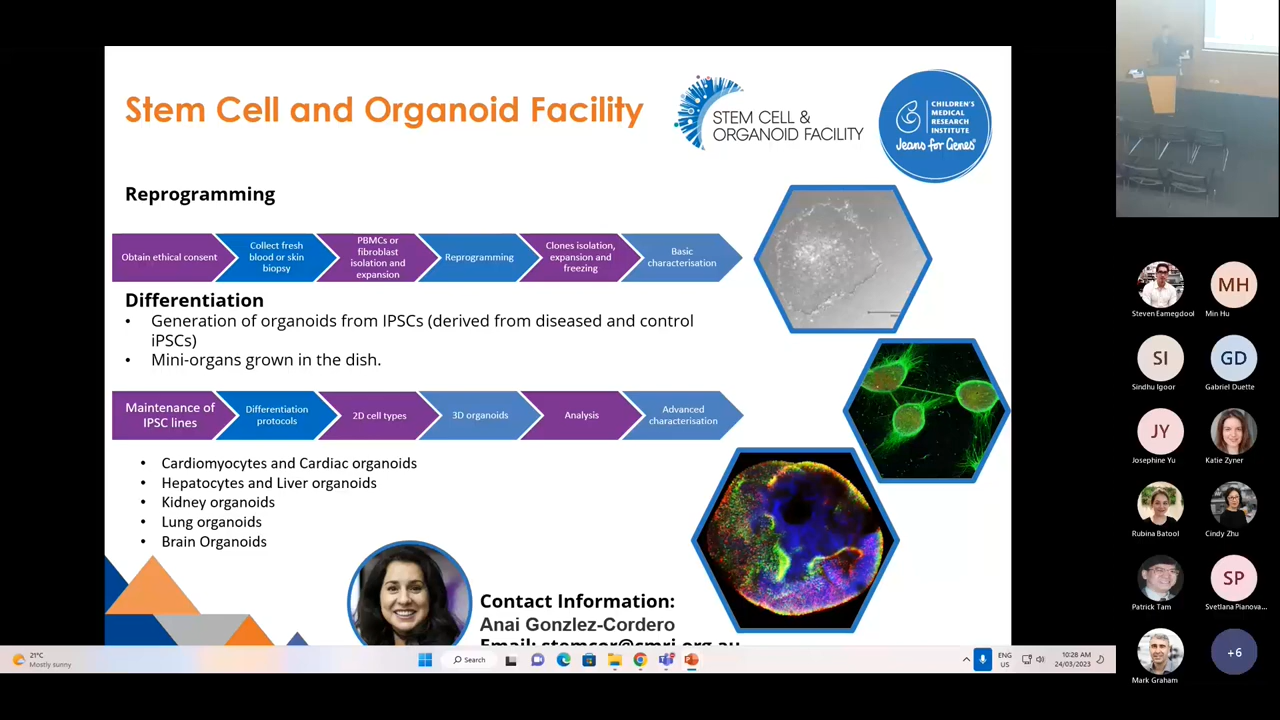 Stem Cell and Organoid Facility
STEM CELL &
ORGANOID FACILITY
CHILDREN'S
MEDICAL
RESEARCH
INSTITUTE
Jeans for Genes®
Reprogramming
Obtain ethical consent
Collect fresh
blood or skin
biopsy
PBMCs or
fibroblast
isolation and
expansion
Reprogramming
Clones isolation,
expansion and
freezing
Basic
characterisation
Differentiation
• Generation of organoids from IPSCs (derived from diseased and control
iPSCs)
• Mini-organs grown in the dish.
Maintenance of
IPSC lines
Differentiation
protocols
2D cell types
3D organoids
Analysis
Advanced
characterisation
• Cardiomyocytes and Cardiac organoids
• Hepatocytes and Liver organoids
• Kidney organoids
• Lung organoids
• Brain Organoids
Contact Information:
Anai Gonzlez-Cordero
Email: stemcor@cmri.org.au
21°C
Mostly sunny
Search
ENG
US
10:28 AM
24/03/2023
Steven Eamegdool
MH
Min Hu
SI
Sindhu Igoor
GD
Gabriel Duette
JY
Josephine Yu
Katie Zyner
Rubina Batool
Cindy Zhu
Patrick Tam
SP
Svetlana Pianova...
Mark Graham
+6